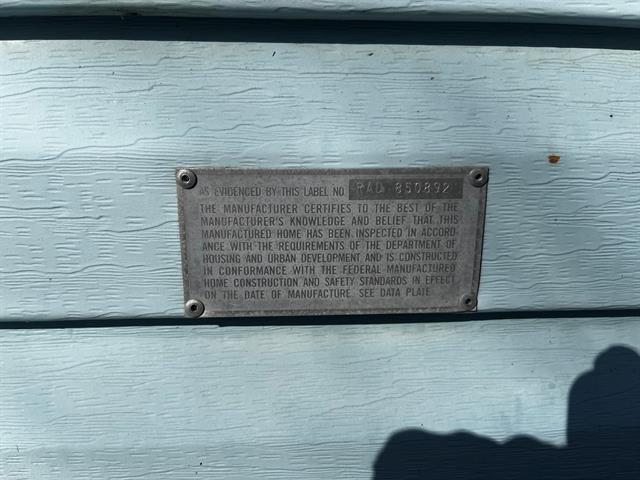 AS EVIDENCED BY THIS LABEL NO RAD 850892
THE MANUFACTURER CERTIFIES TO THE BEST OF THE
MANUFACTURER'S KNOWLEDGE AND BELIEF THAT THIS
MANUFACTURED HOME HAS BEEN INSPECTED IN ACCORD-
ANCE WITH THE REQUIREMENTS OF THE DEPARTMENT OF
HOUSING AND URBAN DEVELOPMENT AND IS CONSTRUCTED
IN CONFORMANCE WITH THE FEDERAL MANUFACTURED
HOME CONSTRUCTION AND SAFETY STANDARDS IN EFFECT
ON THE DATE OF MANUFACTURE. SEE DATA PLATE